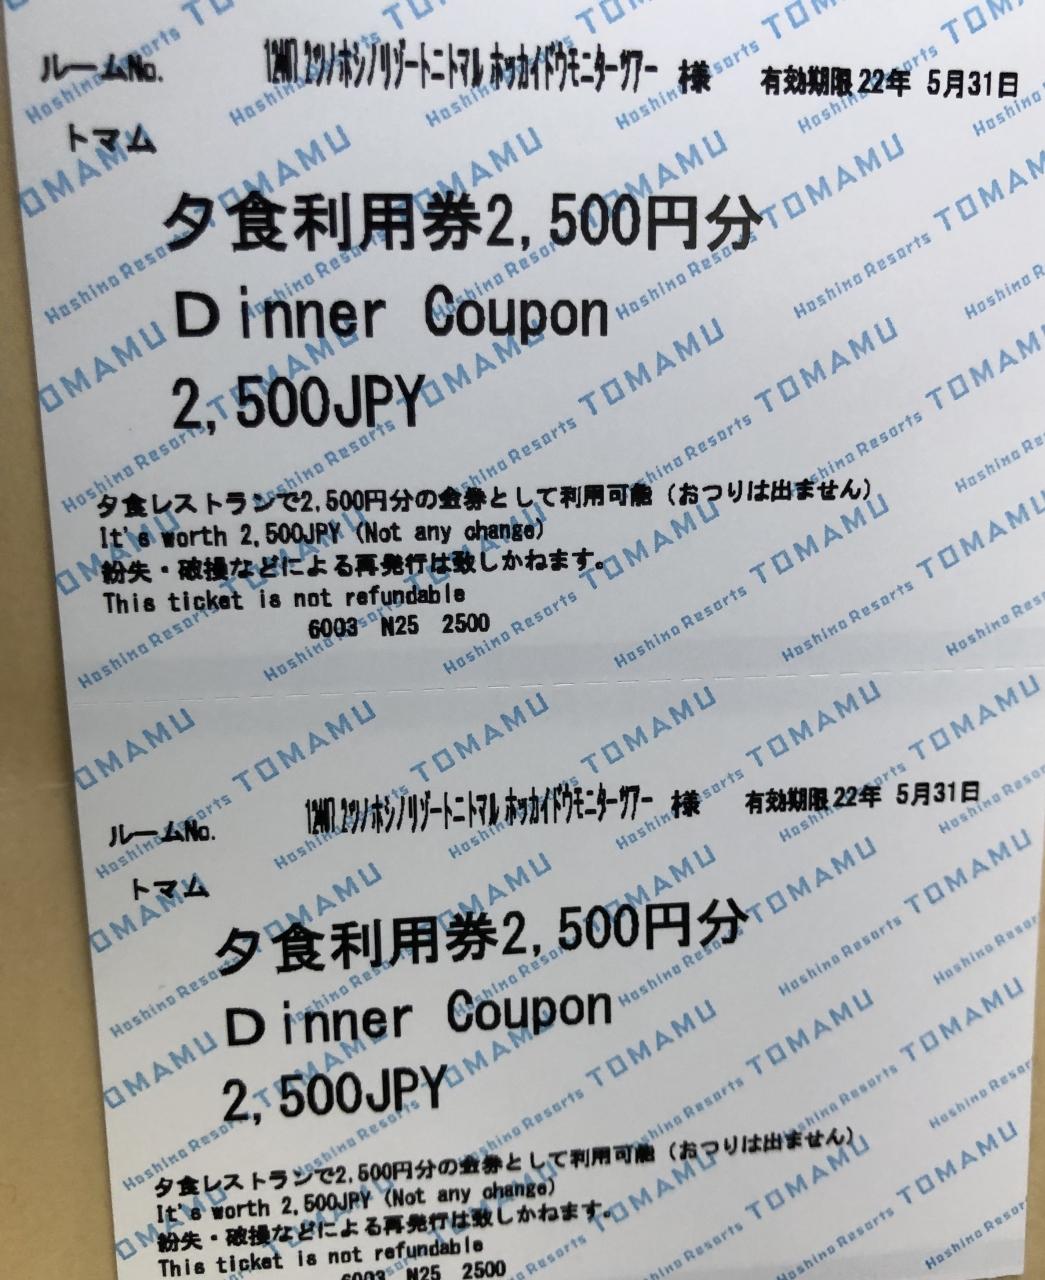 ルームNo. 2ツノホシノリゾートニトマル ホッカイドウモニターツアー 様 有効期限22年 5月31日
トマム
夕食利用券2,500円分
Dinner Coupon
2,500JPY
夕食レストランで2,500円分の金券として利用可能(おつりは出ません)
It's worth 2,500JPY (Not any change)
紛失・破損などによる再発行は致しかねます。
This ticket is not refundable
6003 N25 2500
ルームNo. 2ツノホシノリゾートニトマル ホッカイドウモニターツアー 様 有効期限22年 5月31日
トマム
夕食利用券2,500円分
Dinner Coupon
2,500JPY
夕食レストランで2,500円分の金券として利用可能(おつりは出ません)
It's worth 2,500JPY (Not any change)
紛失・破損などによる再発行は致しかねます。
This ticket is not refundable
6003 N25 2500
Hoshino Resorts TOMAMU